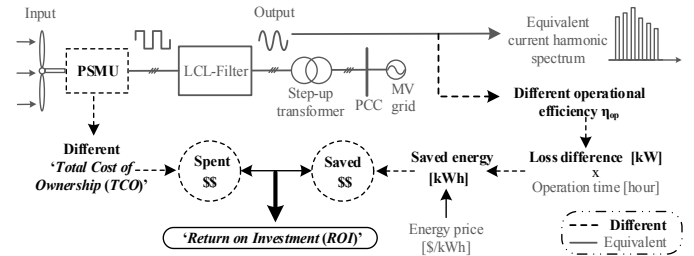 Input
Output
Equivalent
current harmonic
spectrum
PSMU
LCL-Filter
Step-up
transformer
PCC
MV
grid
Different operational
efficiency ηop
Different
‘Total Cost of
Ownership (TCO)’
Spent
$$
Saved
$$
Saved energy
[kWh]
Loss difference [kW]
x
Operation time [hour]
Energy price
[$/kWh]
‘Return on Investment (ROI)’
Different
Equivalent